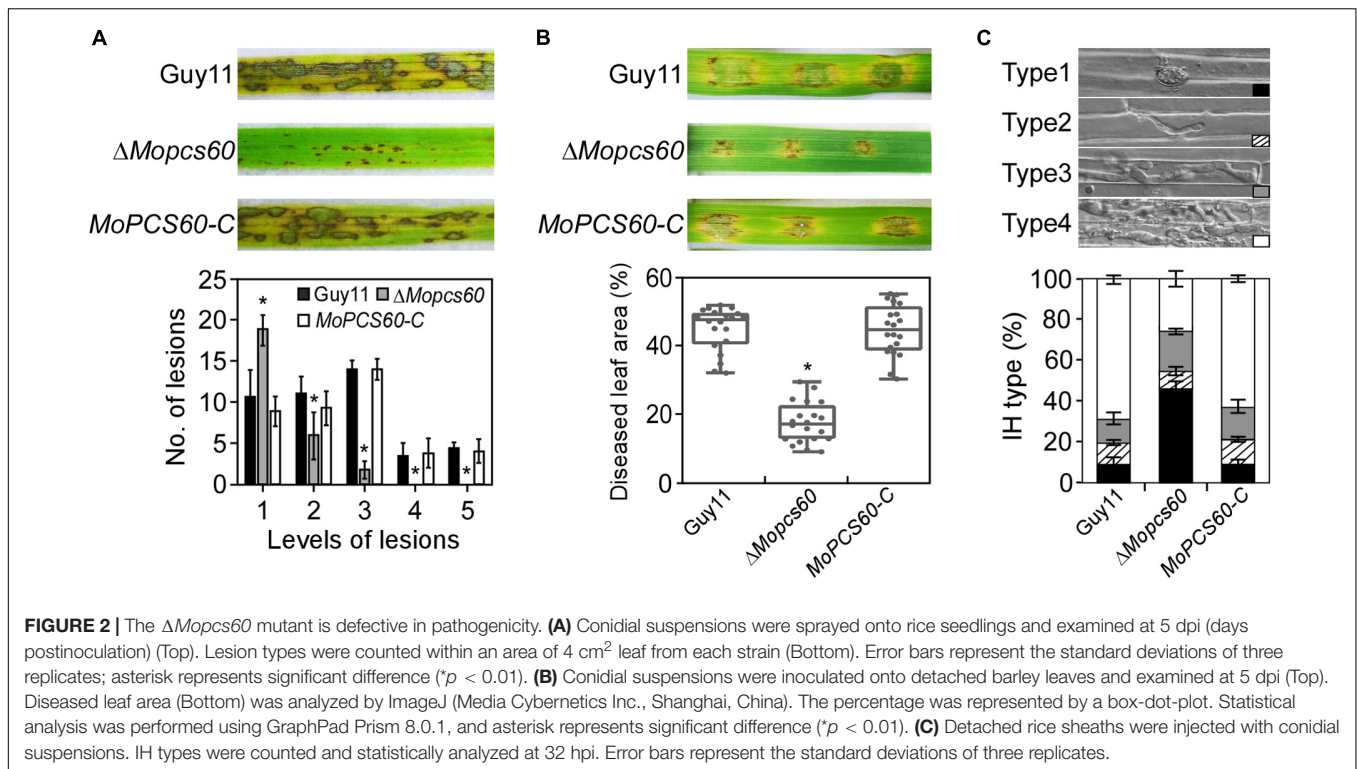 A
Guy11
ΔMopcs60
MoPCS60-C
25
20
15
10
5
0
No. of lesions
Guy11 ΔMopcs60
MoPCS60-C
*
*
*
*
*
1 2 3 4 5
Levels of lesions
B
Guy11
ΔMopcs60
MoPCS60-C
60
40
20
0
Diseased leaf area (%)
*
Guy11
ΔMopcs60
MoPCS60-C
C
Type1
Type2
Type3
Type4
100
80
60
40
20
0
IH type (%)
Guy11
ΔMopcs60
MoPCS60-C
FIGURE 2 | The ΔMopcs60 mutant is defective in pathogenicity. (A) Conidial suspensions were sprayed onto rice seedlings and examined at 5 dpi (days
postinoculation) (Top). Lesion types were counted within an area of 4 cm² leaf from each strain (Bottom). Error bars represent the standard deviations of three
replicates; asterisk represents significant difference (*p < 0.01). (B) Conidial suspensions were inoculated onto detached barley leaves and examined at 5 dpi (Top).
Diseased leaf area (Bottom) was analyzed by ImageJ (Media Cybernetics Inc., Shanghai, China). The percentage was represented by a box-dot-plot. Statistical
analysis was performed using GraphPad Prism 8.0.1, and asterisk represents significant difference (*p < 0.01). (C) Detached rice sheaths were injected with conidial
suspensions. IH types were counted and statistically analyzed at 32 hpi. Error bars represent the standard deviations of three replicates.